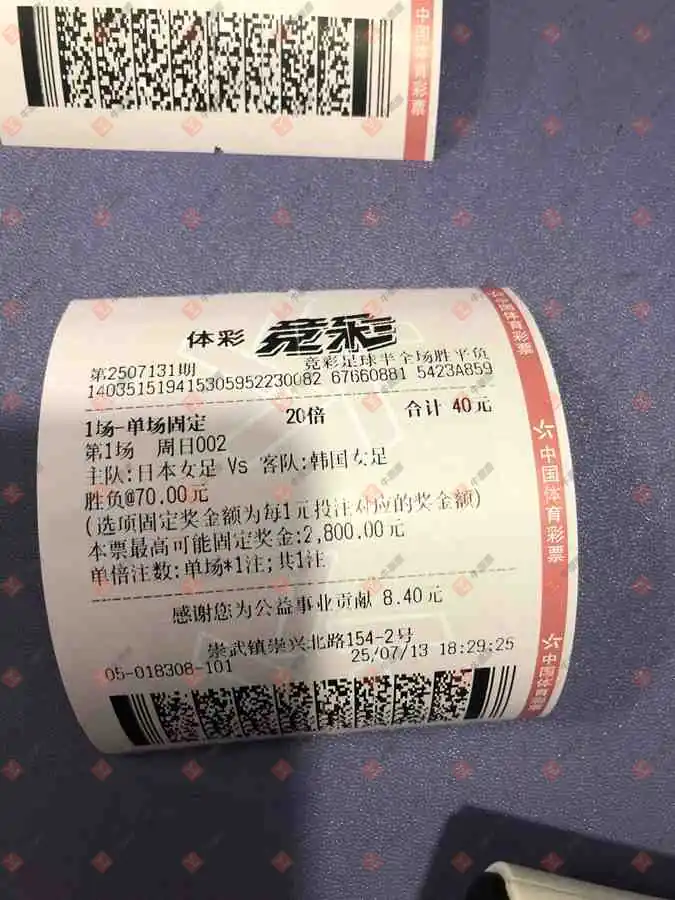 中国体育彩票
体彩 竞彩
第2507131期 竞彩足球半全场胜平负
140351519415305952230082 67660881 5423A859
1场-单场固定 20倍 合计 40元
第1场 周日002
主队:日本女足 Vs 客队:韩国女足
胜负@70.00元
(选项固定奖金额为每1元投注对应的奖金额)
本票最高可能固定奖金:2,800.00元
单倍注数:单场*1注;共1注
感谢您为公益事业贡献 8.40元
崇武镇崇兴北路154-2号
05-018308-101 25/07/13 18:29:25
中国体育彩票
中国体育彩票
中国体育彩票